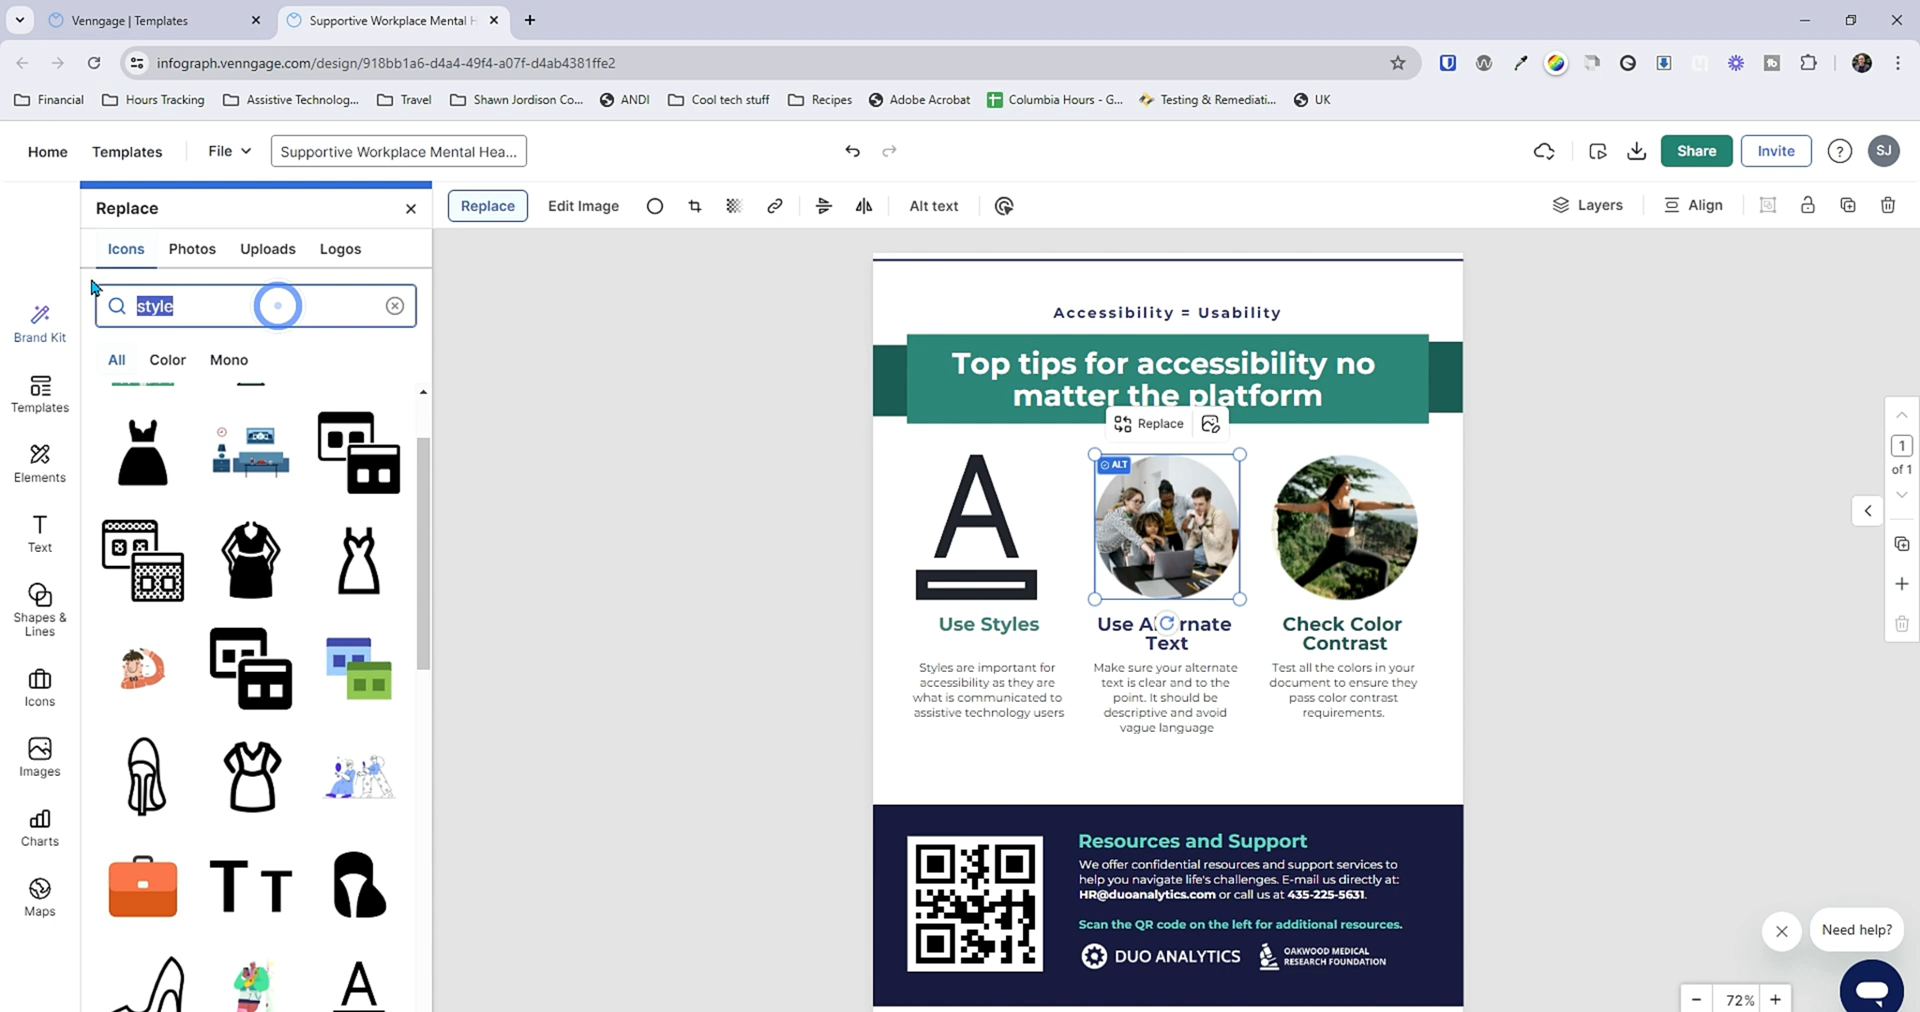 Venngage | Templates
Supportive Workplace Mental H
infograph.venngage.com/design/918bb1a6-d4a4-49f4-a07f-d4ab4381ffe2
Financial
Hours Tracking
Assistive Technolog...
Travel
Shawn Jordison Co...
ANDI
Cool tech stuff
Recipes
Adobe Acrobat
Columbia Hours - G...
Testing & Remediati...
UK
Home
Templates
File
Supportive Workplace Mental Hea...
Share
Invite
?
SJ
Replace
Replace
Edit Image
Alt text
Layers
Align
Icons
Photos
Uploads
Logos
style
All
Color
Mono
Brand Kit
Templates
Elements
Text
Shapes &
Lines
Icons
Images
Charts
Maps
T T
A
Accessibility = Usability
Top tips for accessibility no
matter the platform
Replace
ALT
A
Use Styles
Styles are important for
accessibility as they are
what is communicated to
assistive technology users
Use Al rnate
Text
Make sure your alternate
text is clear and to the
point. It should be
descriptive and avoid
vague language
Check Color
Contrast
Test all the colors in your
document to ensure they
pass color contrast
requirements.
Resources and Support
We offer confidential resources and support services to
help you navigate life's challenges. E-mail us directly at:
HR@duoanalytics.com or call us at 435-225-5631.
Scan the QR code on the left for additional resources.
DUO ANALYTICS
OAKWOOD MEDICAL
RESEARCH FOUNDATION
1
of 1
Need help?
72%